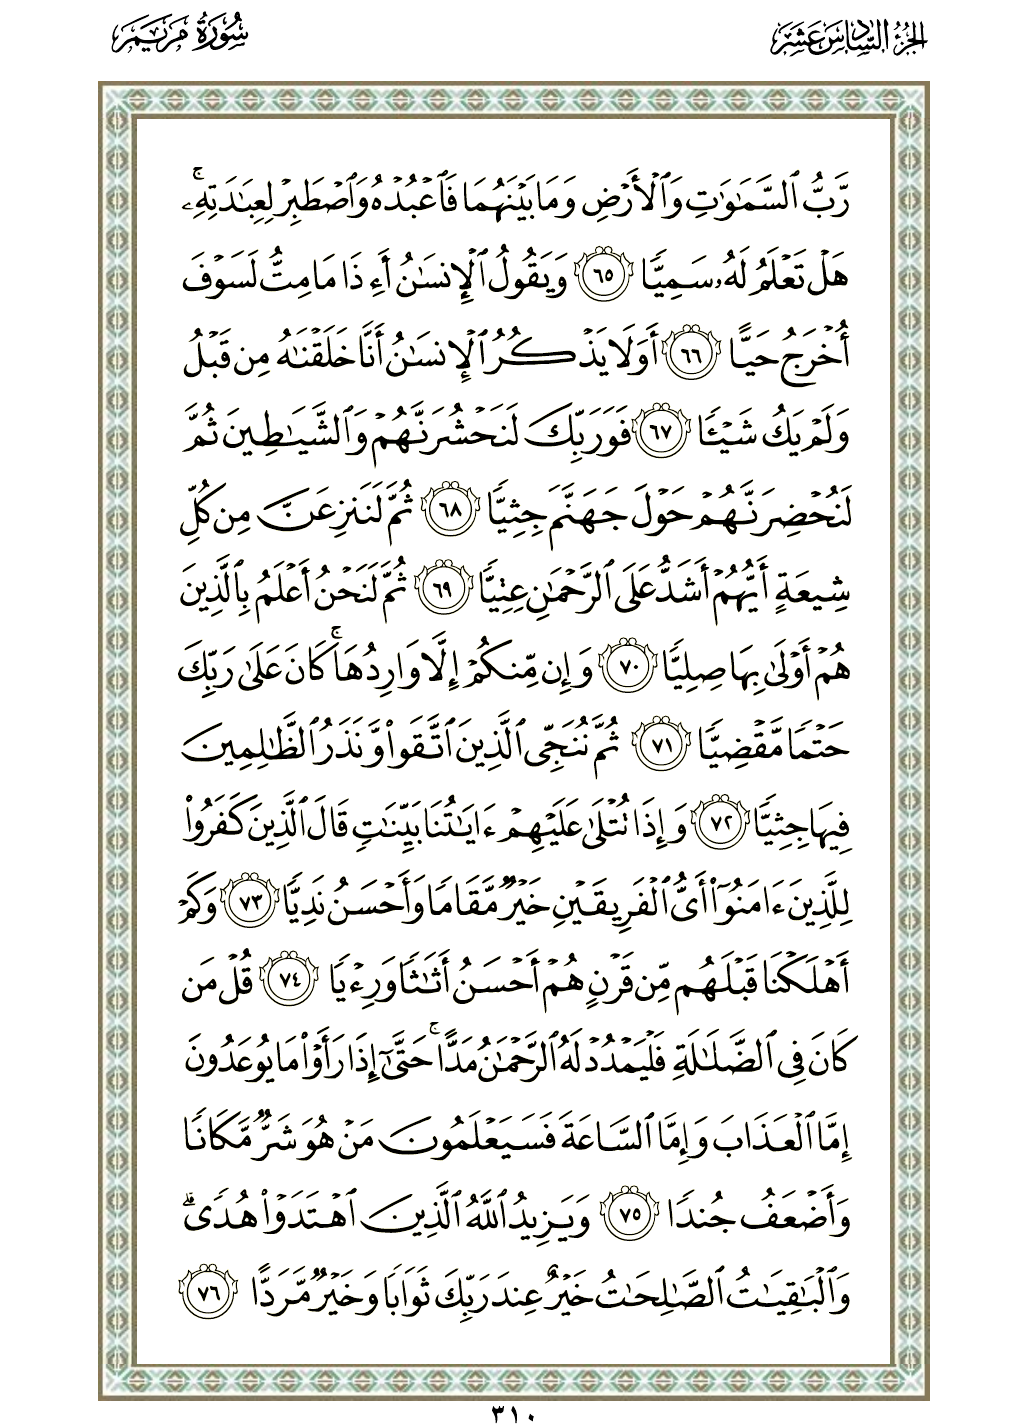 الجزء السادس عشر
سورة مريم
رَّبُّ ٱلسَّمَٰوَٰتِ وَٱلْأَرْضِ وَمَا بَيْنَهُمَا فَٱعْبُدْهُ وَٱصْطَبِرْ لِعِبَٰدَتِهِۦۚ
هَلْ تَعْلَمُ لَهُۥ سَمِيًّا ٦٥ وَيَقُولُ ٱلْإِنسَٰنُ أَءِذَا مَا مِتُّ لَسَوْفَ
أُخْرَجُ حَيًّا ٦٦ أَوَلَا يَذْكُرُ ٱلْإِنسَٰنُ أَنَّا خَلَقْنَٰهُ مِن قَبْلُ
وَلَمْ يَكُ شَيْـًٔا ٦٧ فَوَرَبِّكَ لَنَحْشُرَنَّهُمْ وَٱلشَّيَٰطِينَ ثُمَّ
لَنُحْضِرَنَّهُمْ حَوْلَ جَهَنَّمَ جِثِيًّا ٦٨ ثُمَّ لَنَنزِعَنَّ مِن كُلِّ
شِيعَةٍ أَيُّهُمْ أَشَدُّ عَلَى ٱلرَّحْمَٰنِ عِتِيًّا ٦٩ ثُمَّ لَنَحْنُ أَعْلَمُ بِٱلَّذِينَ
هُمْ أَوْلَىٰ بِهَا صِلِيًّا ٧٠ وَإِن مِّنكُمْ إِلَّا وَارِدُهَاۚ كَانَ عَلَىٰ رَبِّكَ
حَتْمًا مَّقْضِيًّا ٧١ ثُمَّ نُنَجِّى ٱلَّذِينَ ٱتَّقَوا۟ وَّنَذَرُ ٱلظَّٰلِمِينَ
فِيهَا جِثِيًّا ٧٢ وَإِذَا تُتْلَىٰ عَلَيْهِمْ ءَايَٰتُنَا بَيِّنَٰتٍ قَالَ ٱلَّذِينَ كَفَرُوا۟
لِلَّذِينَ ءَامَنُوٓا۟ أَىُّ ٱلْفَرِيقَيْنِ خَيْرٌ مَّقَامًا وَأَحْسَنُ نَدِيًّا ٧٣ وَكَمْ
أَهْلَكْنَا قَبْلَهُم مِّن قَرْنٍ هُمْ أَحْسَنُ أَثَٰثًا وَرِءْيًا ٧٤ قُلْ مَن
كَانَ فِى ٱلضَّلَٰلَةِ فَلْيَمْدُدْ لَهُ ٱلرَّحْمَٰنُ مَدًّاۚ حَتَّىٰٓ إِذَا رَأَوْا۟ مَا يُوعَدُونَ
إِمَّا ٱلْعَذَابَ وَإِمَّا ٱلسَّاعَةَ فَسَيَعْلَمُونَ مَنْ هُوَ شَرٌّ مَّكَانًا
وَأَضْعَفُ جُندًا ٧٥ وَيَزِيدُ ٱللَّهُ ٱلَّذِينَ ٱهْتَدَوْا۟ هُدًىۗ
وَٱلْبَٰقِيَٰتُ ٱلصَّٰلِحَٰتُ خَيْرٌ عِندَ رَبِّكَ ثَوَابًا وَخَيْرٌ مَّرَدًّا ٧٦
٣١٠